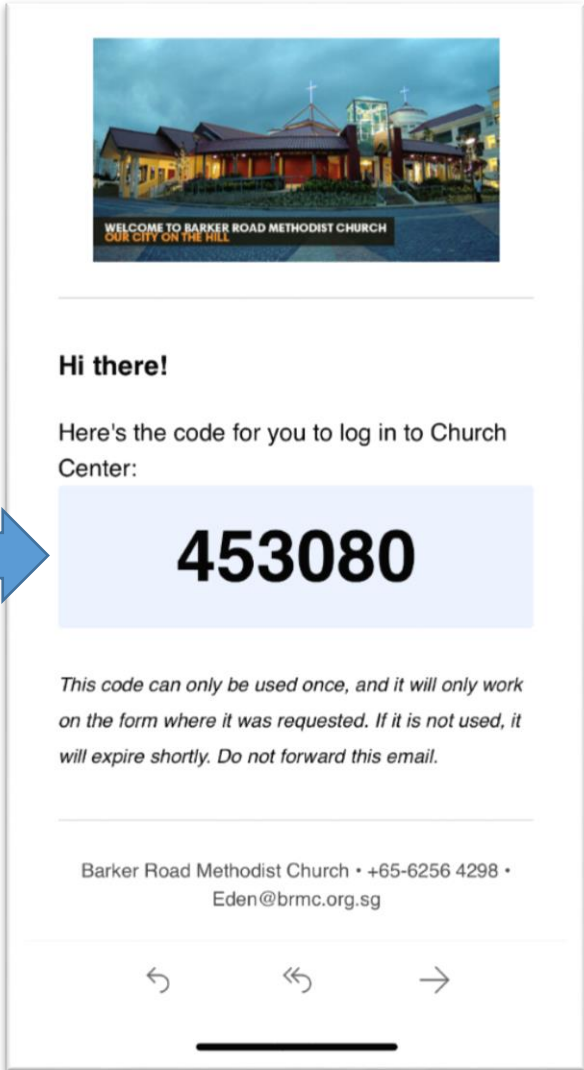 WELCOME TO BARKER ROAD METHODIST CHURCH
OUR CITY ON THE HILL
Hi there!
Here's the code for you to log in to Church
Center:
453080
This code can only be used once, and it will only work
on the form where it was requested. If it is not used, it
will expire shortly. Do not forward this email.
Barker Road Methodist Church • +65-6256 4298 •
Eden@brmc.org.sg